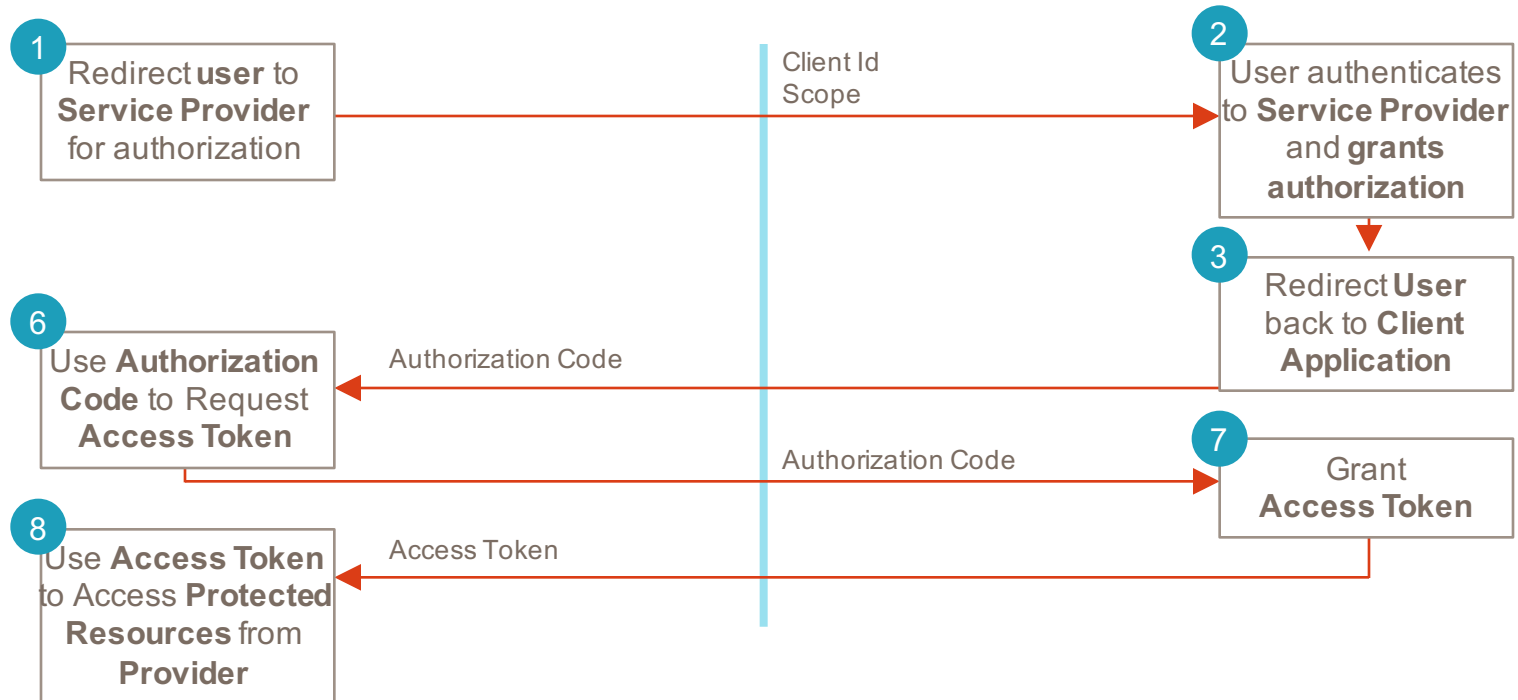 1
Redirect user to
Service Provider
for authorization
Client Id
Scope
2
User authenticates
to Service Provider
and grants
authorization
3
Redirect User
back to Client
Application
6
Use Authorization
Code to Request
Access Token
Authorization Code
Authorization Code
7
Grant
Access Token
8
Use Access Token
to Access Protected
Resources from
Provider
Access Token